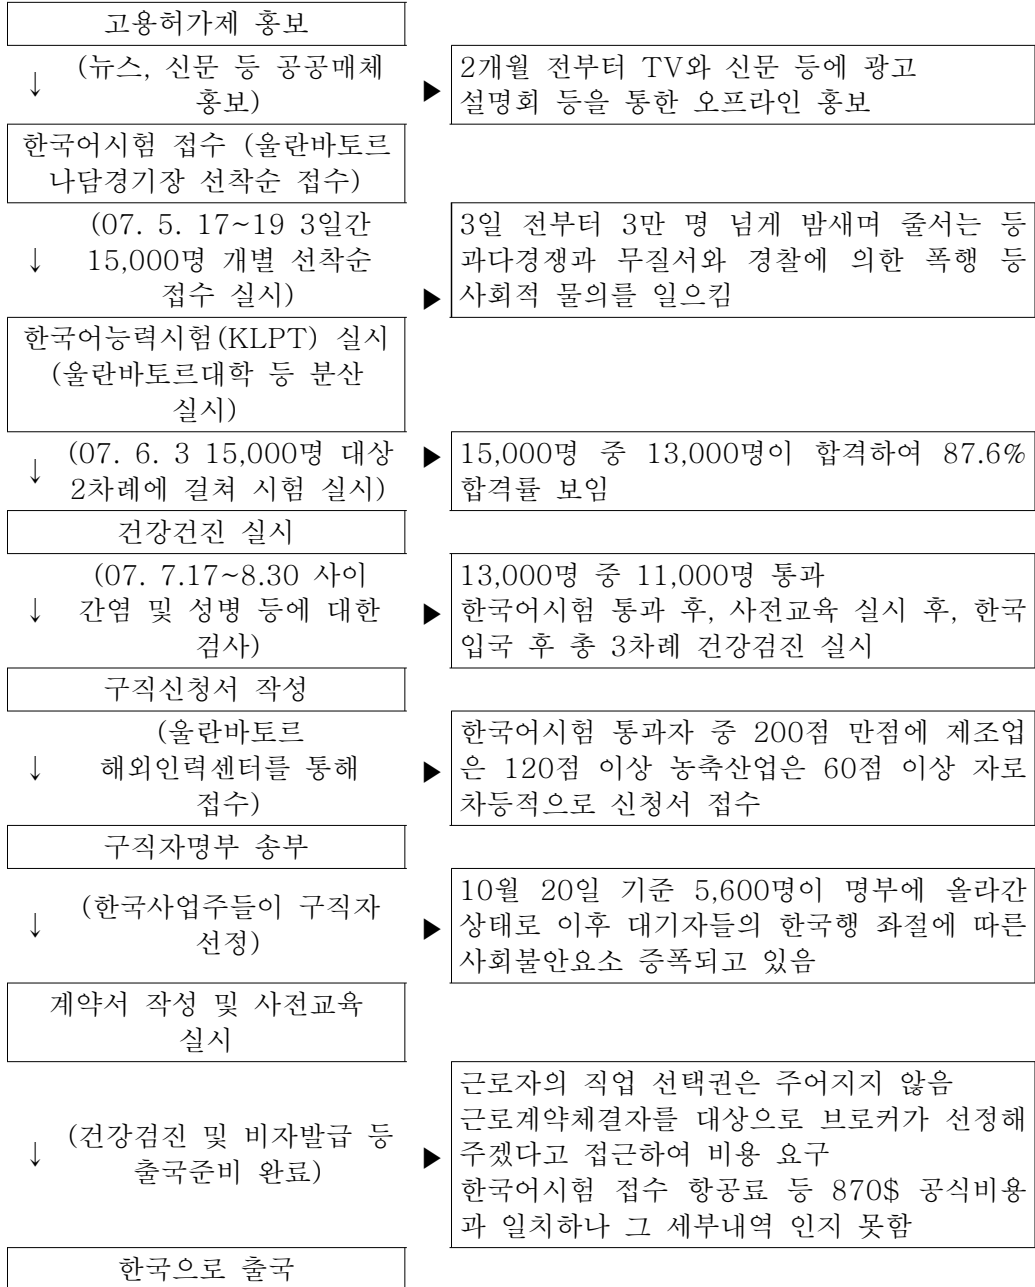 고용허가제 홍보
↓ (뉴스, 신문 등 공공매체
홍보)
▶ 2개월 전부터 TV와 신문 등에 광고
설명회 등을 통한 오프라인 홍보
한국어시험 접수 (울란바토르
나담경기장 선착순 접수)
(07. 5. 17~19 3일간
↓ 15,000명 개별 선착순
접수 실시)
3일 전부터 3만 명 넘게 밤새며 줄서는 등
과다경쟁과 무질서와 경찰에 의한 폭행 등
▶ 사회적 물의를 일으킴
한국어능력시험(KLPT) 실시
(울란바토르대학 등 분산
실시)
↓ (07. 6. 3 15,000명 대상
2차례에 걸쳐 시험 실시)
▶ 15,000명 중 13,000명이 합격하여 87.6%
합격률 보임
건강건진 실시
(07. 7.17~8.30 사이
↓ 간염 및 성병 등에 대한
검사)
13,000명 중 11,000명 통과
▶ 한국어시험 통과 후, 사전교육 실시 후, 한국
입국 후 총 3차례 건강검진 실시
구직신청서 작성
(울란바토르
↓ 해외인력센터를 통해
접수)
한국어시험 통과자 중 200점 만점에 제조업
▶ 은 120점 이상 농축산업은 60점 이상 자로
차등적으로 신청서 접수
구직자명부 송부
↓ (한국사업주들이 구직자
선정)
10월 20일 기준 5,600명이 명부에 올라간
▶ 상태로 이후 대기자들의 한국행 좌절에 따른
사회불안요소 증폭되고 있음
계약서 작성 및 사전교육
실시
↓ (건강검진 및 비자발급 등
출국준비 완료)
근로자의 직업 선택권은 주어지지 않음
근로계약체결자를 대상으로 브로커가 선정해
▶ 주겠다고 접근하여 비용 요구
한국어시험 접수 항공료 등 870$ 공식비용
과 일치하나 그 세부내역 인지 못함
한국으로 출국